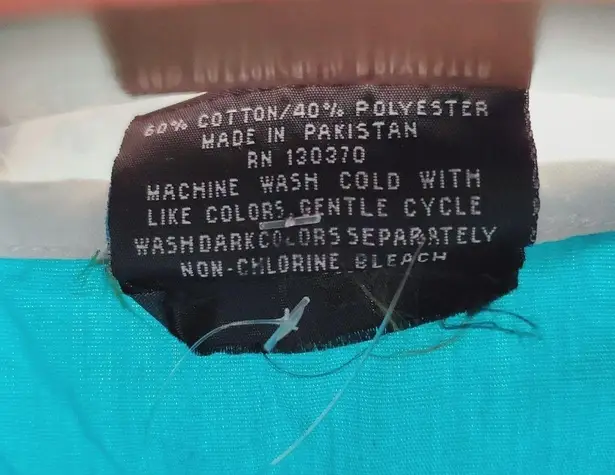 60% COTTON/40% POLYESTER
MADE IN PAKISTAN
RN 130370
MACHINE WASH COLD WITH
LIKE COLORS, GENTLE CYCLE
WASH DARK COLORS SEPARATELY
NON-CHLORINE BLEACH